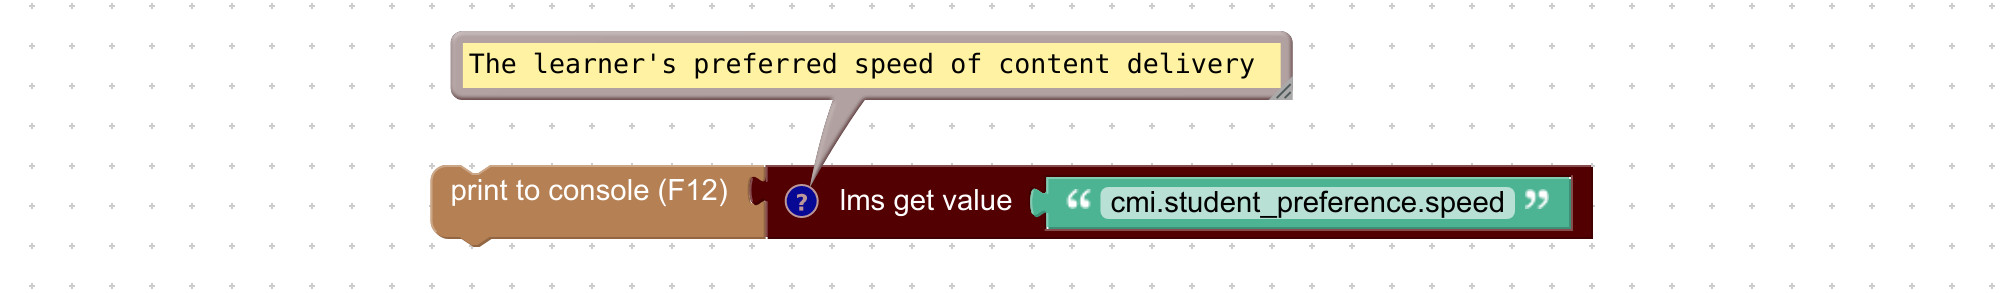 The learner's preferred speed of content delivery
print to console (F12) ? lms get value “ cmi.student_preference.speed ”